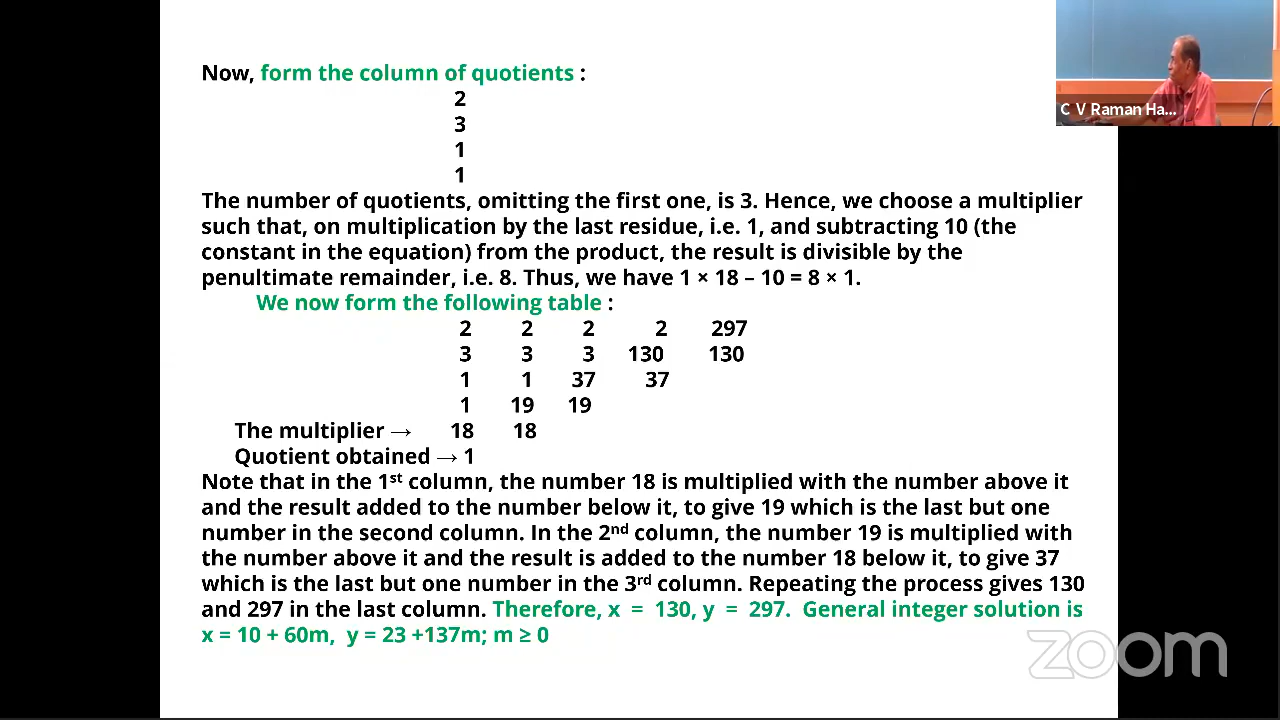 Now, form the column of quotients :
2
3
1
1
The number of quotients, omitting the first one, is 3. Hence, we choose a multiplier
such that, on multiplication by the last residue, i.e. 1, and subtracting 10 (the
constant in the equation) from the product, the result is divisible by the
penultimate remainder, i.e. 8. Thus, we have 1 × 18 – 10 = 8 × 1.
We now form the following table :
2 2 2 2 297
3 3 3 130 130
1 1 37 37
1 19 19
The multiplier → 18 18
Quotient obtained → 1
Note that in the 1st column, the number 18 is multiplied with the number above it
and the result added to the number below it, to give 19 which is the last but one
number in the second column. In the 2nd column, the number 19 is multiplied with
the number above it and the result is added to the number 18 below it, to give 37
which is the last but one number in the 3rd column. Repeating the process gives 130
and 297 in the last column. Therefore, x = 130, y = 297. General integer solution is
x = 10 + 60m, y = 23 +137m; m ≥ 0
C V Raman Ha...
zoom